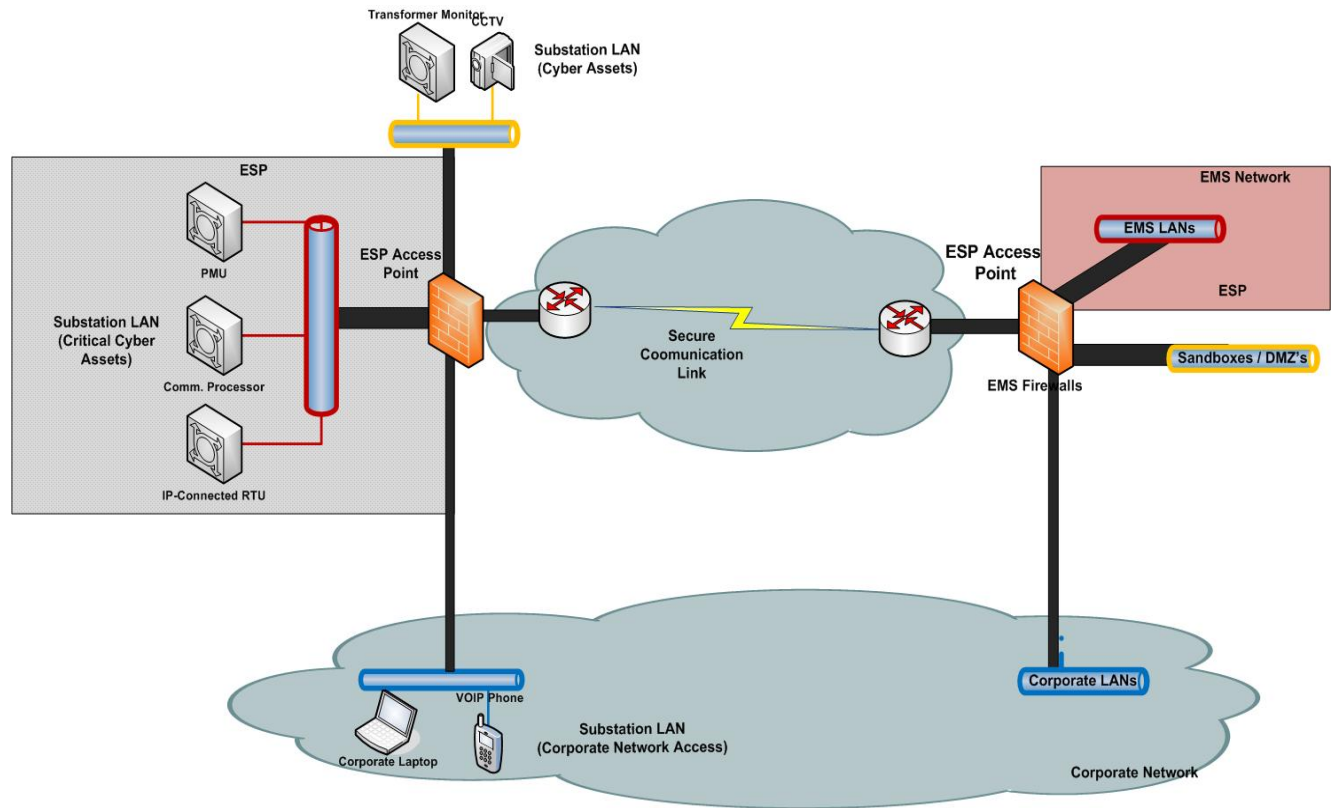 Transformer Monitor
CCTV
Substation LAN
(Cyber Assets)
ESP
PMU
Substation LAN
(Critical Cyber
Assets)
Comm. Processor
IP-Connected RTU
ESP Access
Point
Secure
Coomunication
Link
ESP Access
Point
EMS Network
EMS LANs
ESP
Sandboxes / DMZ's
EMS Firewalls
VOIP Phone
Corporate Laptop
Substation LAN
(Corporate Network Access)
Corporate LANs
Corporate Network